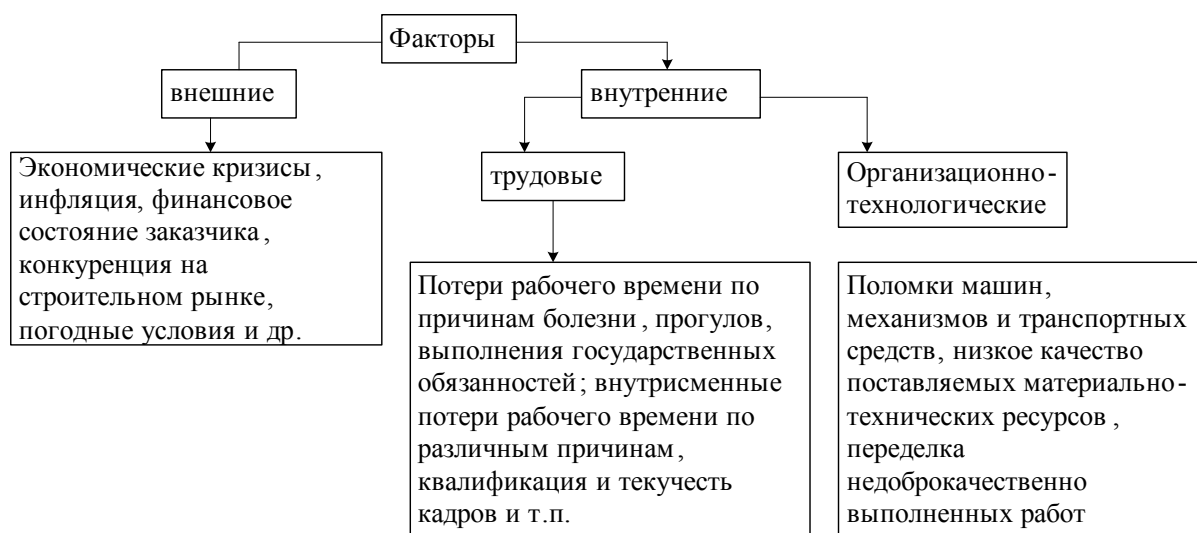 Факторы
внешние
внутренние
Экономические кризисы,
инфляция, финансовое
состояние заказчика,
конкуренция на
строительном рынке,
погодные условия и др.
трудовые
Организационно-
технологические
Потери рабочего времени по
причинам болезни, прогулов,
выполнения государственных
обязанностей; внутрисменные
потери рабочего времени по
различным причинам,
квалификация и текучесть
кадров и т.п.
Поломки машин,
механизмов и транспортных
средств, низкое качество
поставляемых материально-
технических ресурсов,
переделка
недоброкачественно
выполненных работ